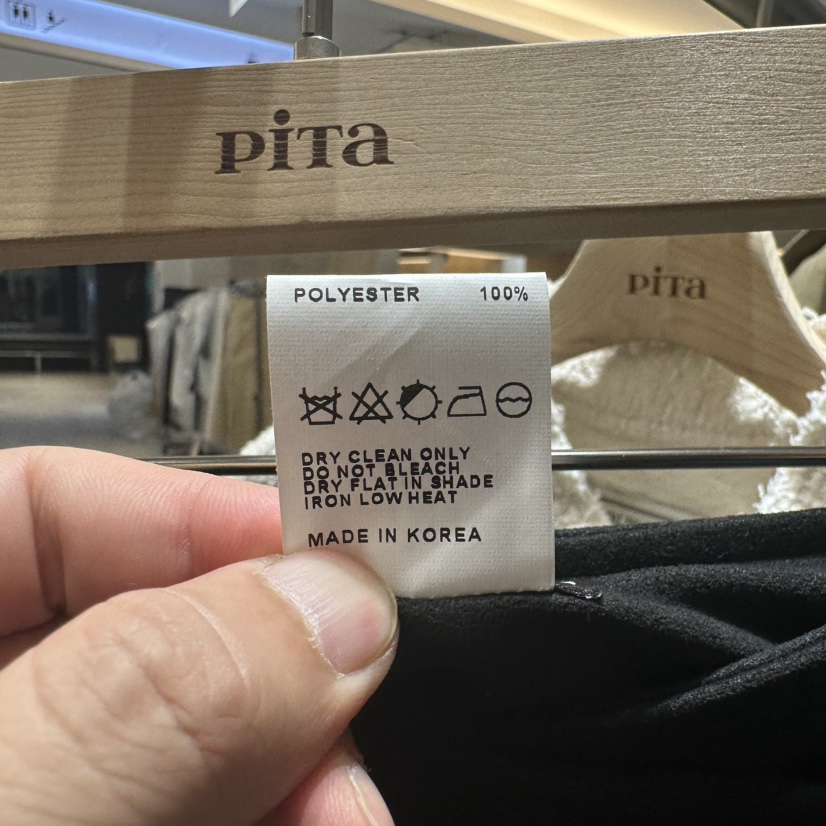 PiTa
PiTa
POLYESTER 100%
DRY CLEAN ONLY
DO NOT BLEACH
DRY FLAT IN SHADE
IRON LOW HEAT
MADE IN KOREA